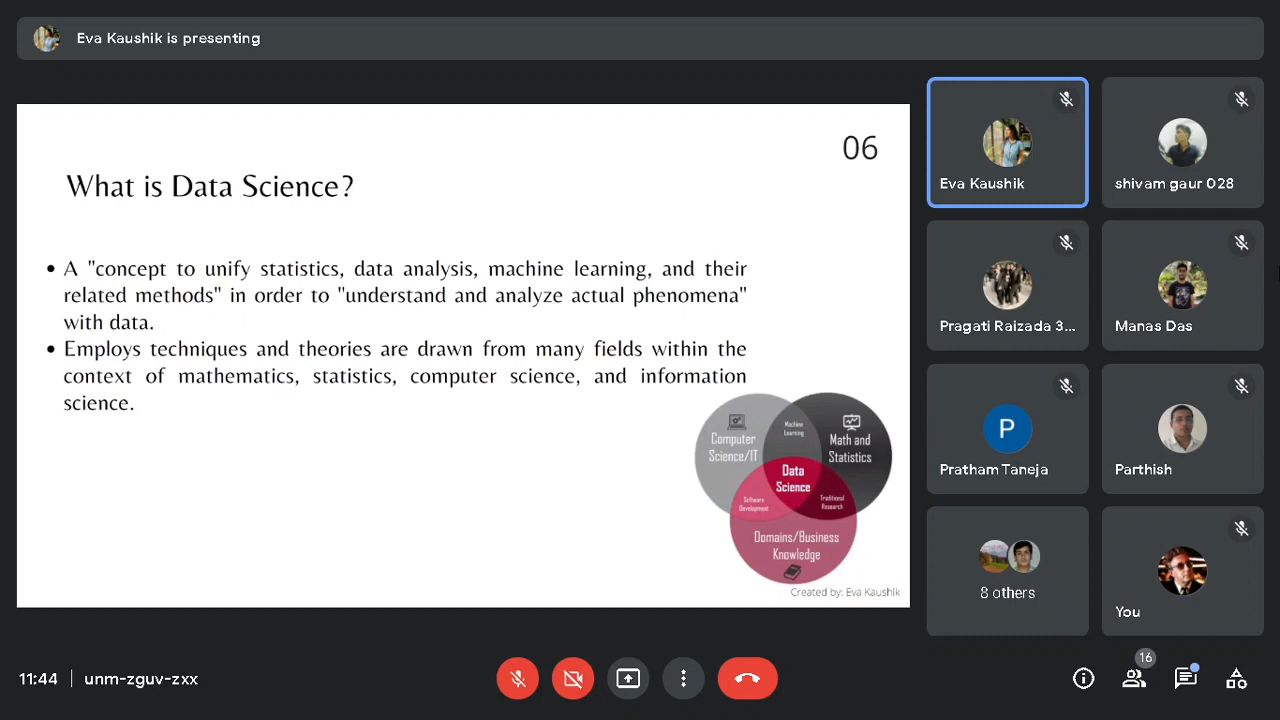 Eva Kaushik is presenting
06
What is Data Science?
• A "concept to unify statistics, data analysis, machine learning, and their
related methods" in order to "understand and analyze actual phenomena"
with data.
• Employs techniques and theories are drawn from many fields within the
context of mathematics, statistics, computer science, and information
science.
Computer
Science/IT
Machine
Learning
Math and
Statistics
Data
Science
Software
Development
Traditional
Research
Domains/Business
Knowledge
Created by: Eva Kaushik
Eva Kaushik
shivam gaur 028
Pragati Raizada 3...
Manas Das
P
Pratham Taneja
Parthish
8 others
You
11:44 | unm-zguv-zxx
16